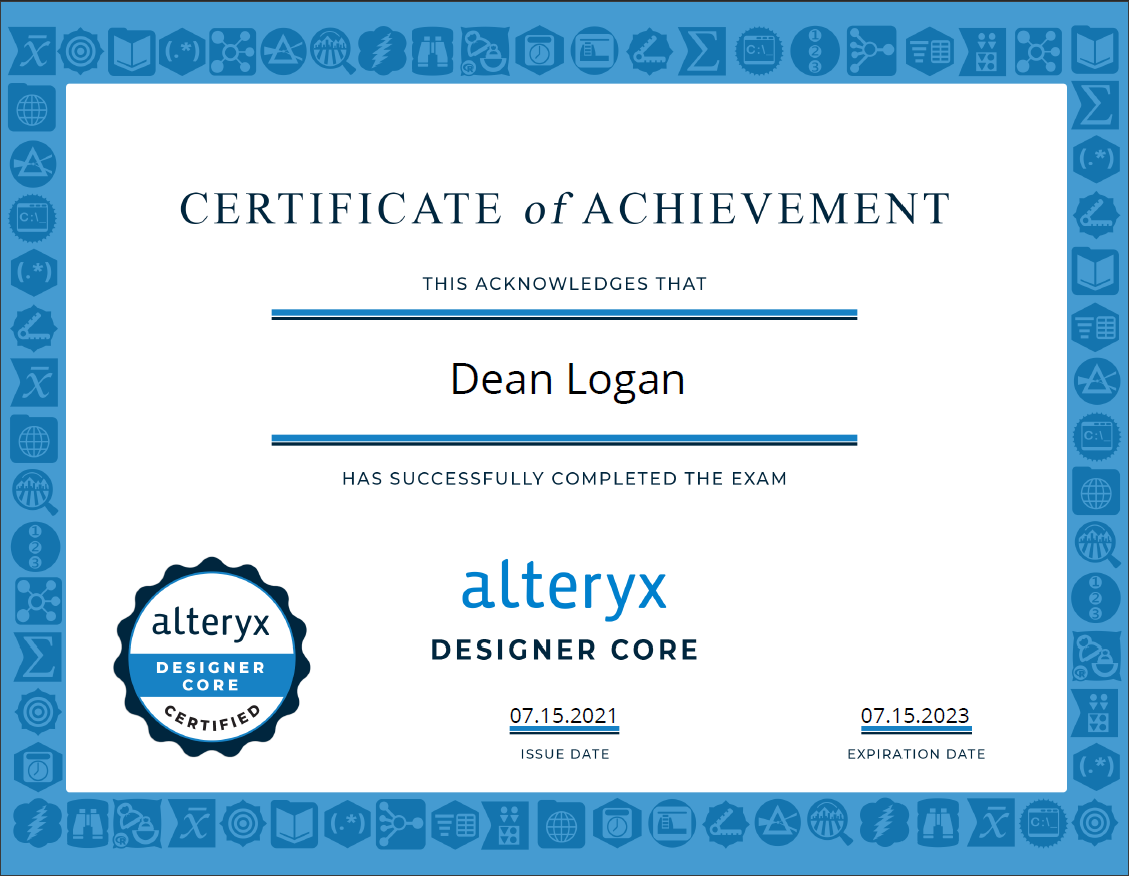 CERTIFICATE of ACHIEVEMENT
THIS ACKNOWLEDGES THAT
Dean Logan
HAS SUCCESSFULLY COMPLETED THE EXAM
alteryx
DESIGNER CORE
alteryx
DESIGNER
CORE
CERTIFIED
07.15.2021
ISSUE DATE
07.15.2023
EXPIRATION DATE